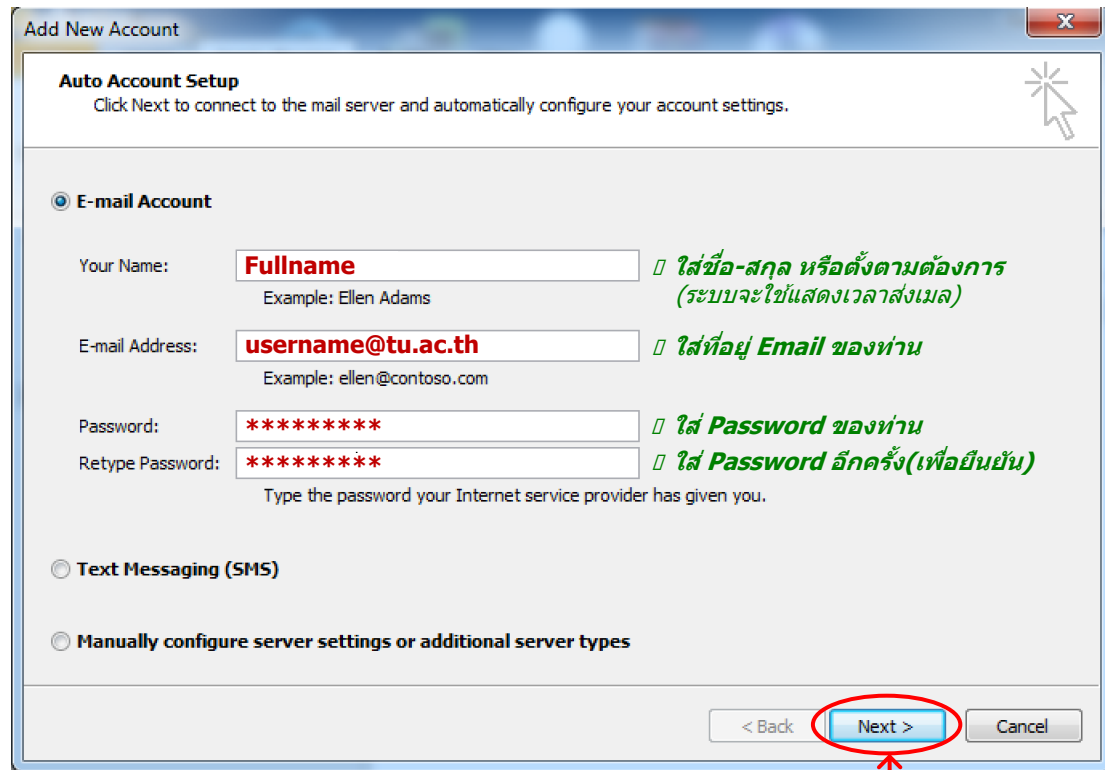 Add New Account
Auto Account Setup
Click Next to connect to the mail server and automatically configure your account settings.
E-mail Account
Your Name: Fullname ใส่ชื่อ-สกุล หรือตั้งตามต้องการ
Example: Ellen Adams (ระบบจะใช้แสดงเวลาส่งเมล)
E-mail Address: username@tu.ac.th ใส่ที่อยู่ Email ของท่าน
Example: ellen@contoso.com
Password: ********* ใส่ Password ของท่าน
Retype Password: ********* ใส่ Password อีกครั้ง(เพื่อยืนยัน)
Type the password your Internet service provider has given you.
Text Messaging (SMS)
Manually configure server settings or additional server types
< Back Next > Cancel